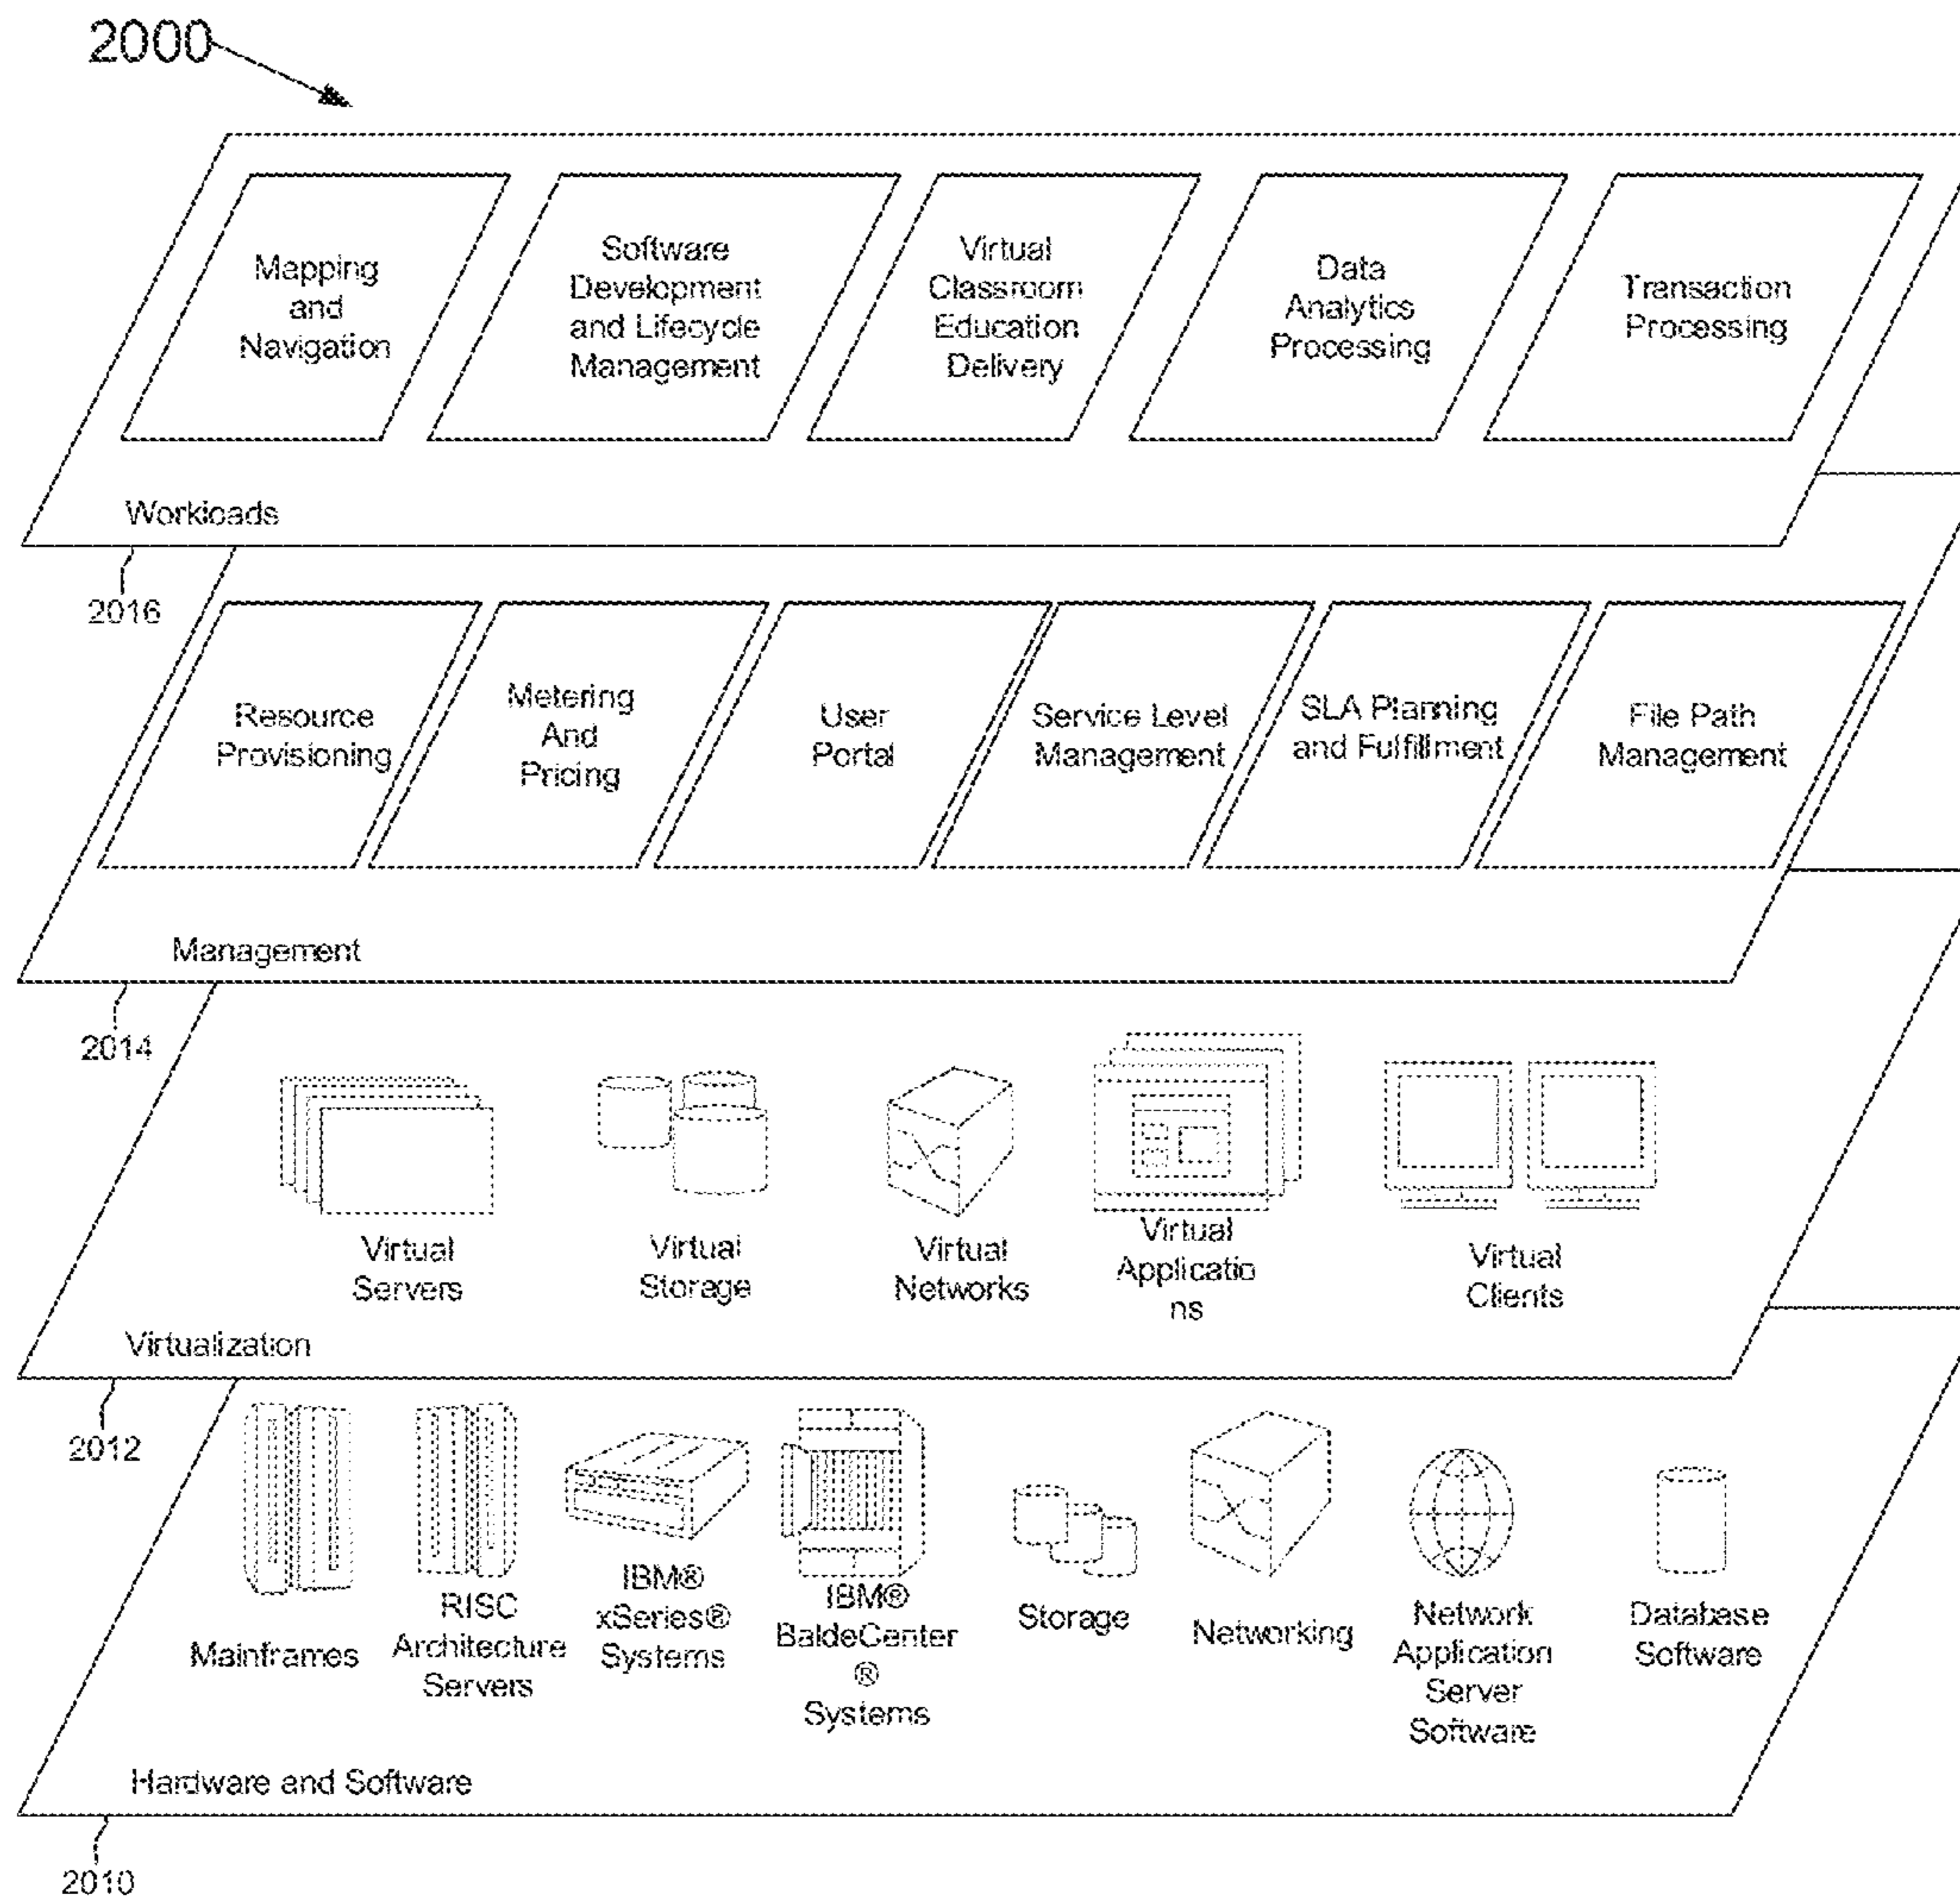 2000
Mapping
and
Navigation
Software
Development
and Lifecycle
Management
Virtual
Classroom
Education
Delivery
Data
Analytics
Processing
Transaction
Processing
Workloads
2016
Resource
Provisioning
Metering
And
Pricing
User
Portal
Service Level
Management
SLA Planning
and Fulfillment
File Path
Management
Management
2014
Virtual
Servers
Virtual
Storage
Virtual
Networks
Virtual
Applicatio
ns
Virtual
Clients
Virtualization
2012
Mainframes
RISC
Architecture
Servers
IBM®
xSeries®
Systems
IBM®
BaldeCenter
®
Systems
Storage
Networking
Network
Application
Server
Software
Database
Software
Hardware and Software
2010